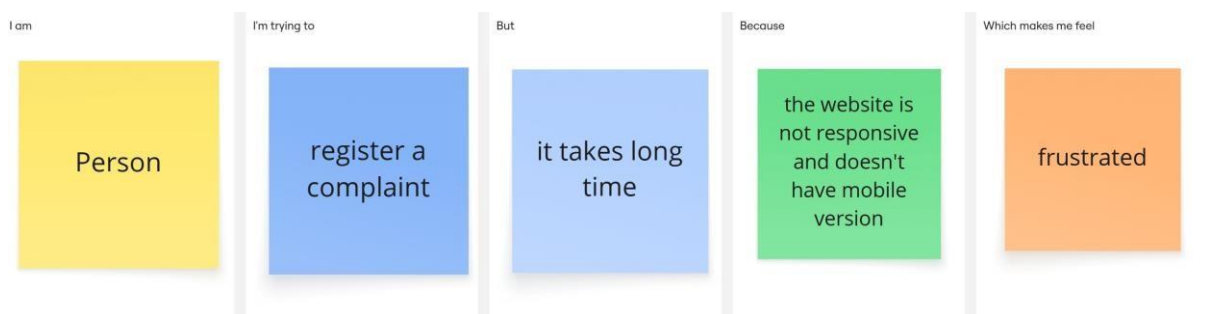 I am
I'm trying to
But
Because
Which makes me feel
Person
register a
complaint
it takes long
time
the website is
not responsive
and doesn't
have mobile
version
frustrated